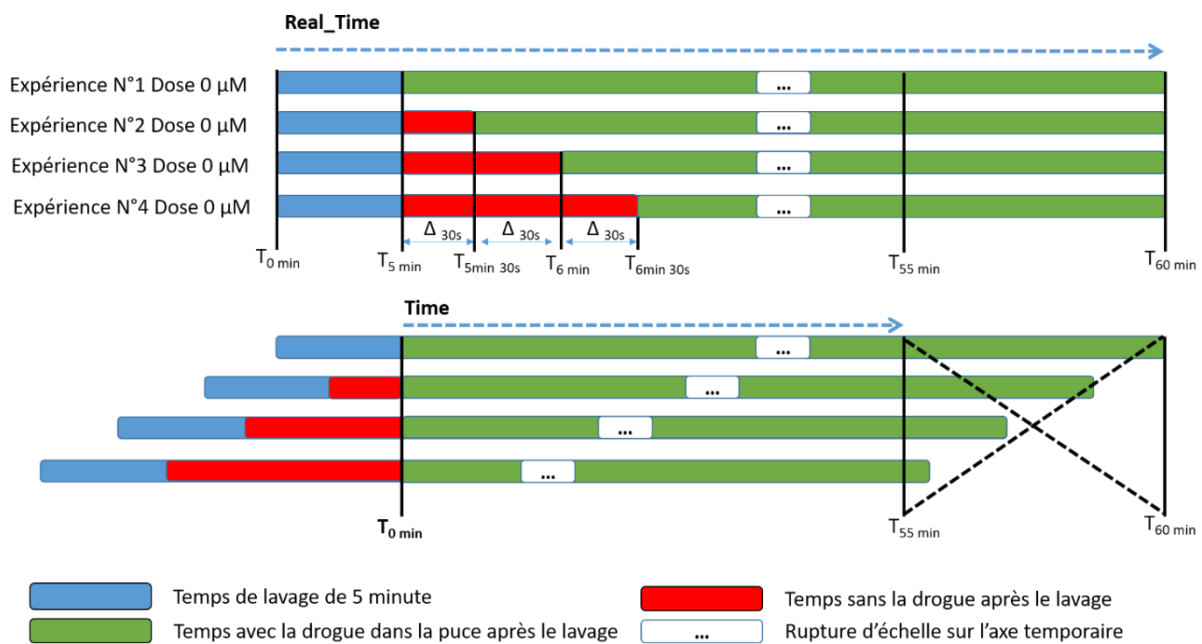 Real_Time
Expérience N°1 Dose 0 µM
...
Expérience N°2 Dose 0 µM
...
Expérience N°3 Dose 0 µM
...
Expérience N°4 Dose 0 µM
...
Δ 30s Δ 30s Δ 30s
T0 min T5 min T5min 30s T6 min T6min 30s T55 min T60 min
Time
...
...
...
...
T0 min T55 min T60 min
Temps de lavage de 5 minute
Temps sans la drogue après le lavage
Temps avec la drogue dans la puce après le lavage
... Rupture d’échelle sur l’axe temporaire